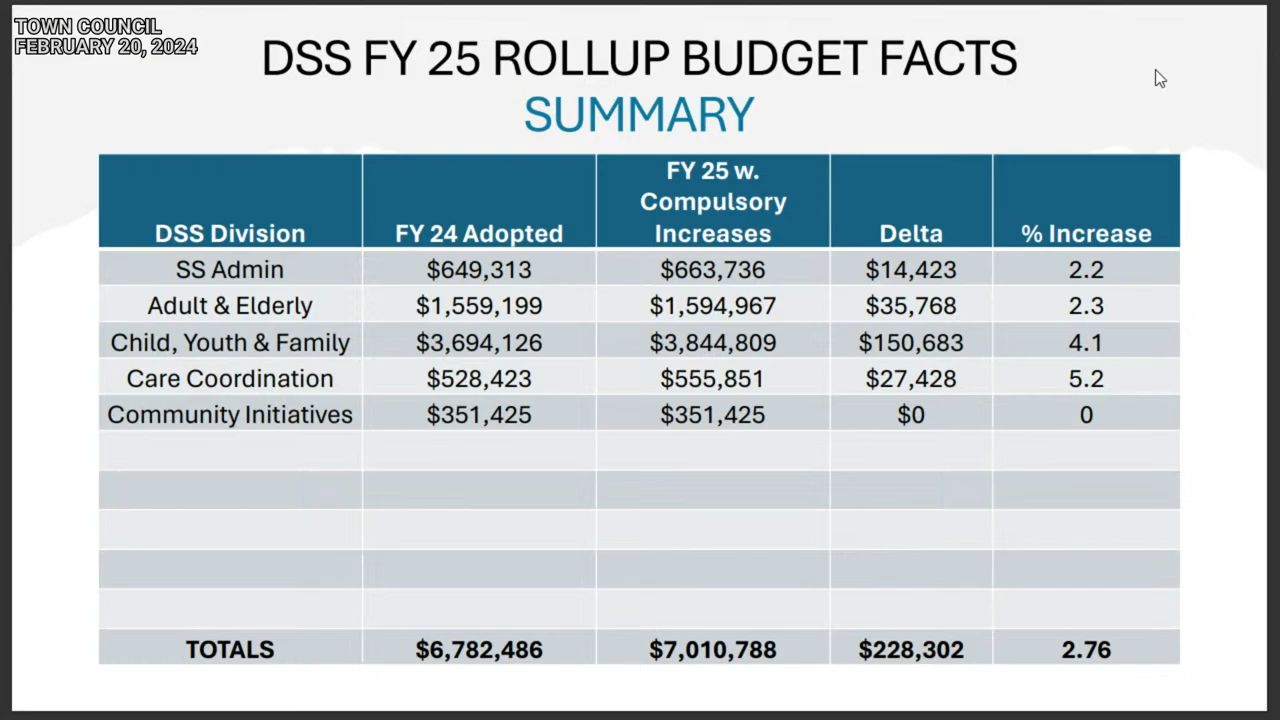 TOWN COUNCIL
FEBRUARY 20, 2024
DSS FY 25 ROLLUP BUDGET FACTS
SUMMARY
DSS Division FY 24 Adopted FY 25 w. Compulsory Increases Delta % Increase
SS Admin $649,313 $663,736 $14,423 2.2
Adult & Elderly $1,559,199 $1,594,967 $35,768 2.3
Child, Youth & Family $3,694,126 $3,844,809 $150,683 4.1
Care Coordination $528,423 $555,851 $27,428 5.2
Community Initiatives $351,425 $351,425 $0 0
TOTALS $6,782,486 $7,010,788 $228,302 2.76